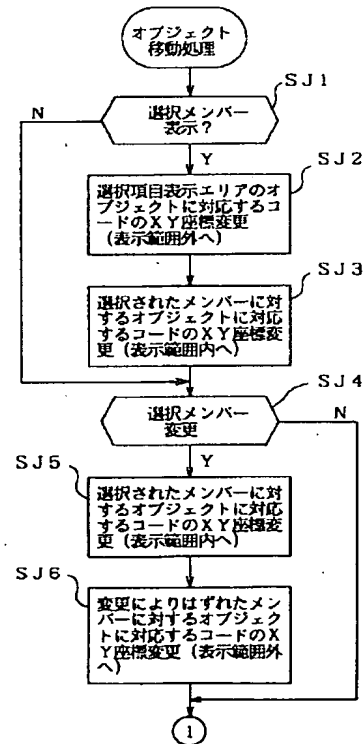 オブジェクト
移動処理
SJ1
N
選択メンバー
表示?
Y
SJ2
選択項目表示エリアのオ
ブジェクトに対応するコ
ードのXY座標変更
(表示範囲外へ)
SJ3
選択されたメンバーに対
するオブジェクトに対応
するコードのXY座標変
更(表示範囲内へ)
SJ4
選択メンバー
変更
N
Y
SJ5
選択されたメンバーに対
するオブジェクトに対応
するコードのXY座標変
更(表示範囲内へ)
SJ6
変更によりはずれたメン
バーに対するオブジェク
トに対応するコードのX
Y座標変更(表示範囲外
へ)
1